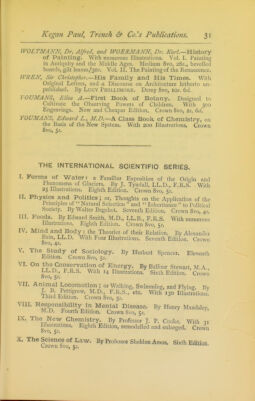 Kegan Paul, Trench & Co.'s Publications. 31
WOLTMANN, Dr. Alfred, and WOERMANN, Dr. Karl.—History
of Painting. With numerous Illustrations. Vol. I. Painting
in Antiquity and the Middle Ages. Medium 8vo, 28s., bevelled
boards, gilt leaves, 30s. Vol. II. The Painting of the Renascence.
WREN, Sir Christopher.—His Family and His Times. With
Original Letters, and a Discourse on Architecture hitherto un-
published. By LUCY PHILLIMORE. Demy 8vo, 10s. 6d.
YOUMANS, Eliza A.—First Book of Botany. Designed to
Cultivate the Observing Powers of Children. With 300
Engravings. New and Cheaper Edition. Crown 8vo, 2s. 6d.
YOUMANS, Edward L., M.D.—A Class Book of Chemistry, on
the Basis of the New System. With 200 Illustrations. Crown
8vo, 5s.
THE INTERNATIONAL SCIENTIFIC SERIES.
I. Forms of Water: a Familiar Exposition of the Origin and
Phenomena of Glaciers. By J. Tyndall, LL.D., F.R.S. With
25 Illustrations. Eighth Edition. Crown 8vo, 5s.
II. Physics and Politics; or, Thoughts on the Application of the
Principles of "Natural Selection" and "Inheritance" to Political
Society. By Walter Bagehot. Seventh Edition. Crown 8vo, 4s.
III. Foods. By Edward Smith, M.D., LL.B., F.R.S. With numerous
Illustrations. Eighth Edition. Crown 8vo, 5s.
IV. Mind and Body: the Theories of their Relation. By Alexander
Bain, LL.D. With Four Illustrations. Seventh Edition. Crown
8vo, 4s.
V. The Study of Sociology. By Herbert Spencer. Eleventh
Edition. Crown 8vo, 5s.
VI. On the Conservation of Energy. By Balfour Stewart, M.A.,
LL.D., F.R.S. With 14 Illustrations. Sixth Edition. Crown
8vo, 5s.
VII. Animal Locomotion; or Walking, Swimming, and Flying. By
J. B. Pettigrew, M.D., F.R.S., etc. With 130 Illustrations.
Third Edition. Crown 8vo, 5s.
VIII. Responsibility in Mental Disease. By Henry Maudsley,
M.D. Fourth Edition. Crown 8vo, 5s.
IX. The New Chemistry. By Professor J. P. Cooke. With 31
Illustrations. Eighth Edition, remodelled and enlarged. Crown
8vo, 5s.
X. The Science of Law. By Professor Sheldon Amos. Sixth Edition.
Crown 8vo, 5s.